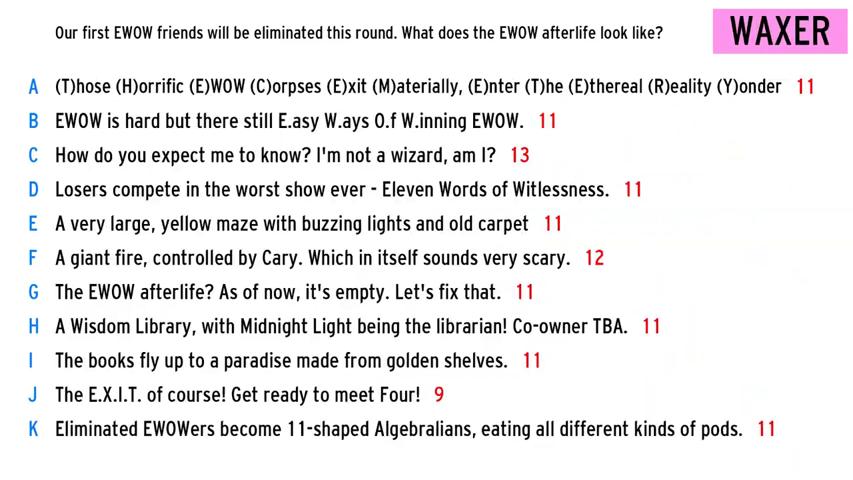 Our first EWOW friends will be eliminated this round. What does the EWOW afterlife look like?
WAXER
A (T)hose (H)orrific (E)WOW (C)orpses (E)xit (M)aterially, (E)nter (T)he (E)thereal (R)eality (Y)onder 11
B EWOW is hard but there still E.asy W.ays O.f W.inning EWOW. 11
C How do you expect me to know? I'm not a wizard, am I? 13
D Losers compete in the worst show ever - Eleven Words of Witlessness. 11
E A very large, yellow maze with buzzing lights and old carpet 11
F A giant fire, controlled by Cary. Which in itself sounds very scary. 12
G The EWOW afterlife? As of now, it's empty. Let's fix that. 11
H A Wisdom Library, with Midnight Light being the librarian! Co-owner TBA. 11
I The books fly up to a paradise made from golden shelves. 11
J The E.X.I.T. of course! Get ready to meet Four! 9
K Eliminated EWOWers become 11-shaped Algebralians, eating all different kinds of pods. 11